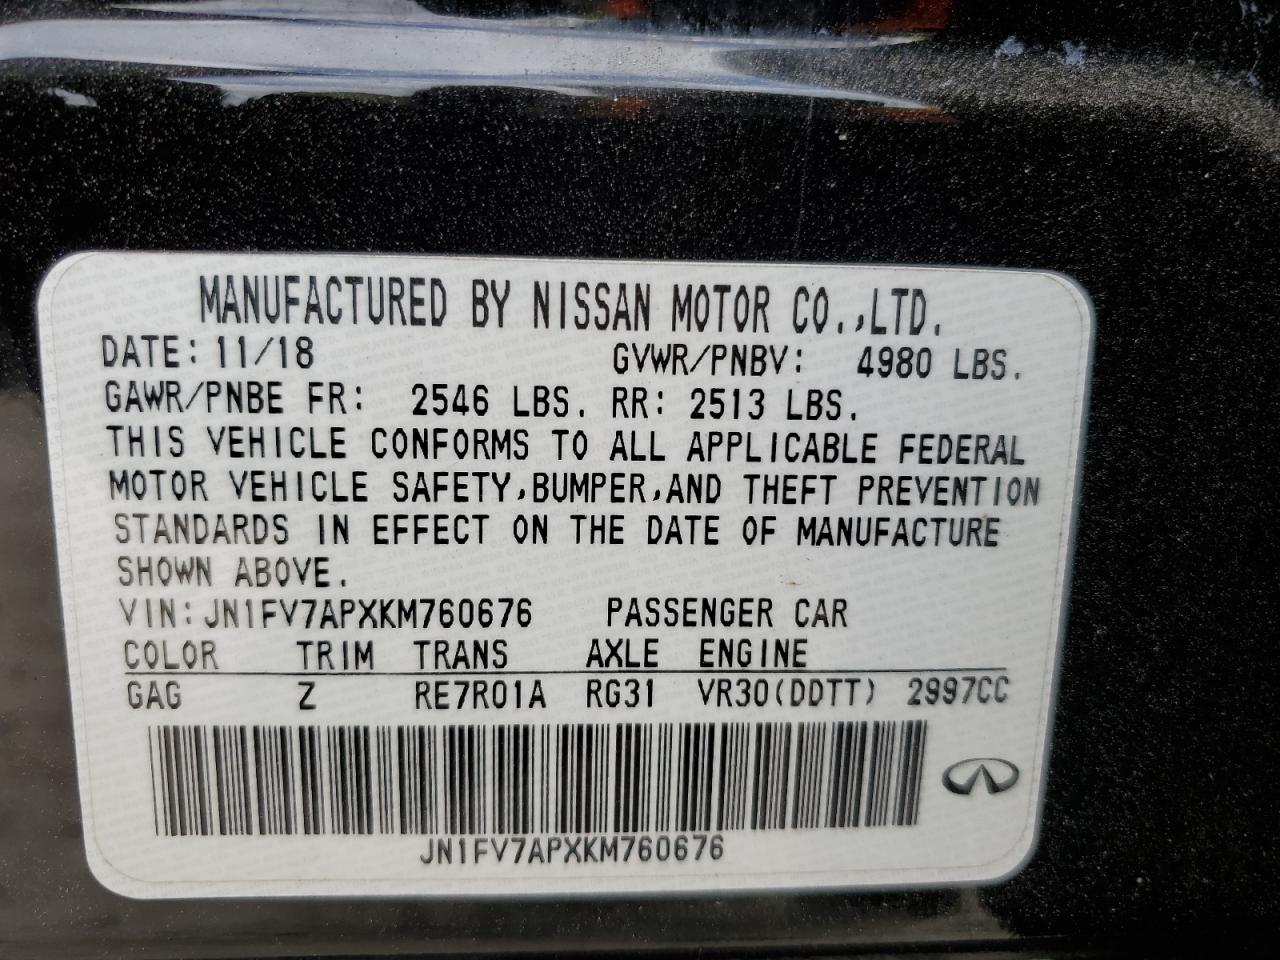 MANUFACTURED BY NISSAN MOTOR CO.,LTD.
DATE: 11/18 GVWR/PNBV: 4980 LBS.
GAWR/PNBE FR: 2546 LBS. RR: 2513 LBS.
THIS VEHICLE CONFORMS TO ALL APPLICABLE FEDERAL
MOTOR VEHICLE SAFETY,BUMPER,AND THEFT PREVENTION
STANDARDS IN EFFECT ON THE DATE OF MANUFACTURE
SHOWN ABOVE.
VIN: JN1FV7APXKM760676 PASSENGER CAR
COLOR TRIM TRANS AXLE ENGINE
GAG Z RE7R01A RG31 VR30(DDTT) 2997CC
JN1FV7APXKM760676